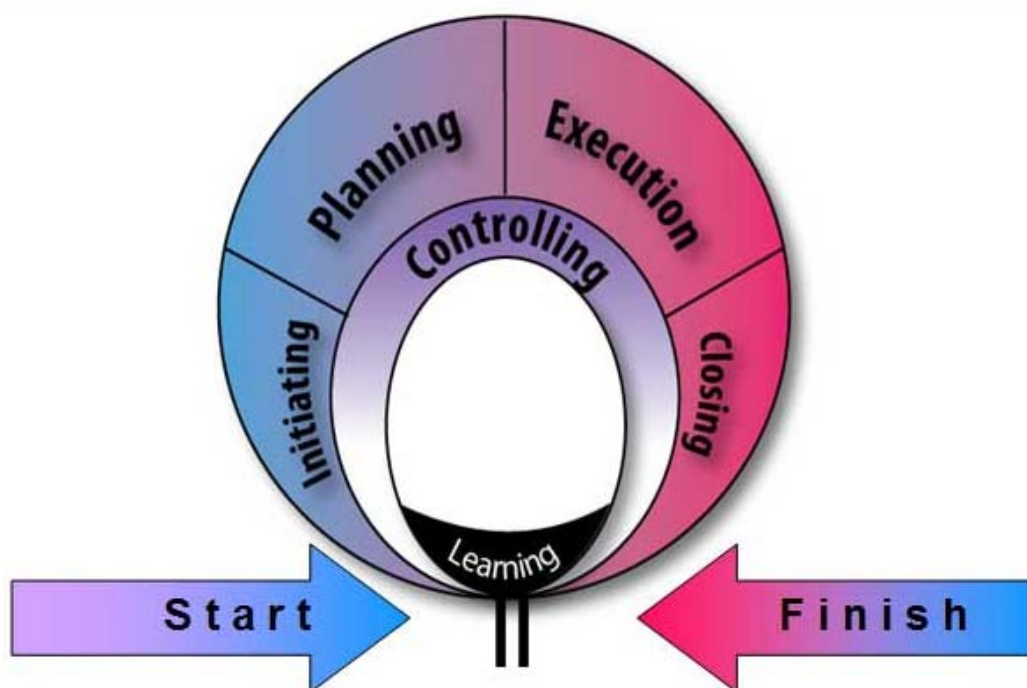 Planning
Execution
Controlling
Initiating
Closing
Learning
Start
Finish